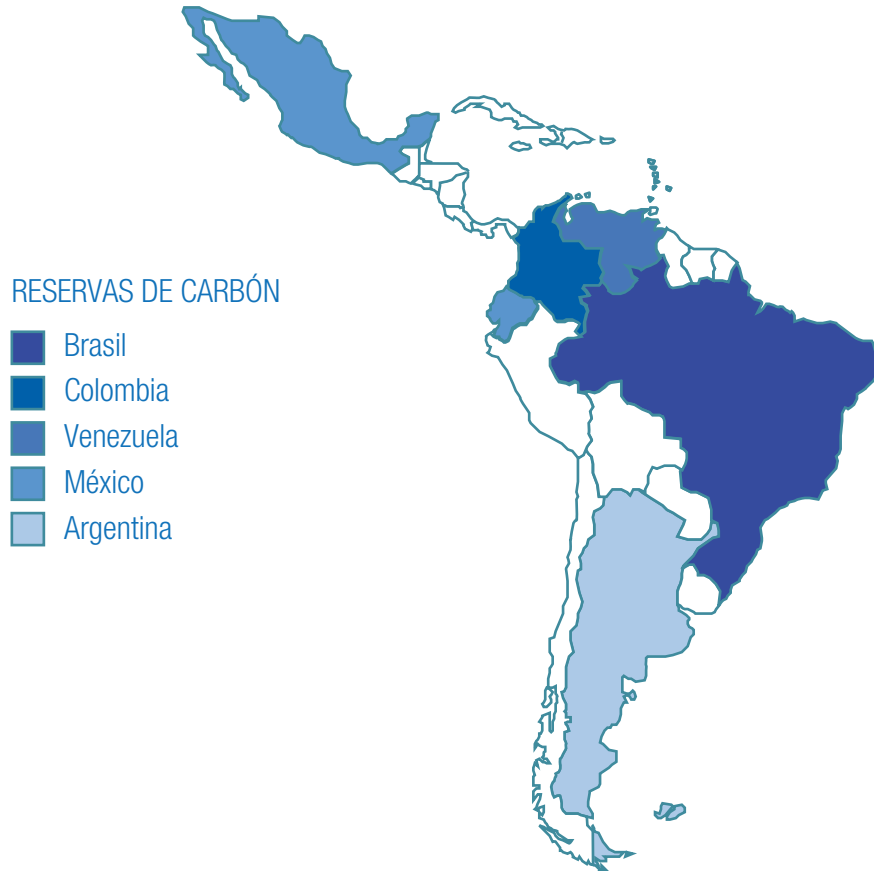 RESERVAS DE CARBÓN
Brasil
Colombia
Venezuela
México
Argentina